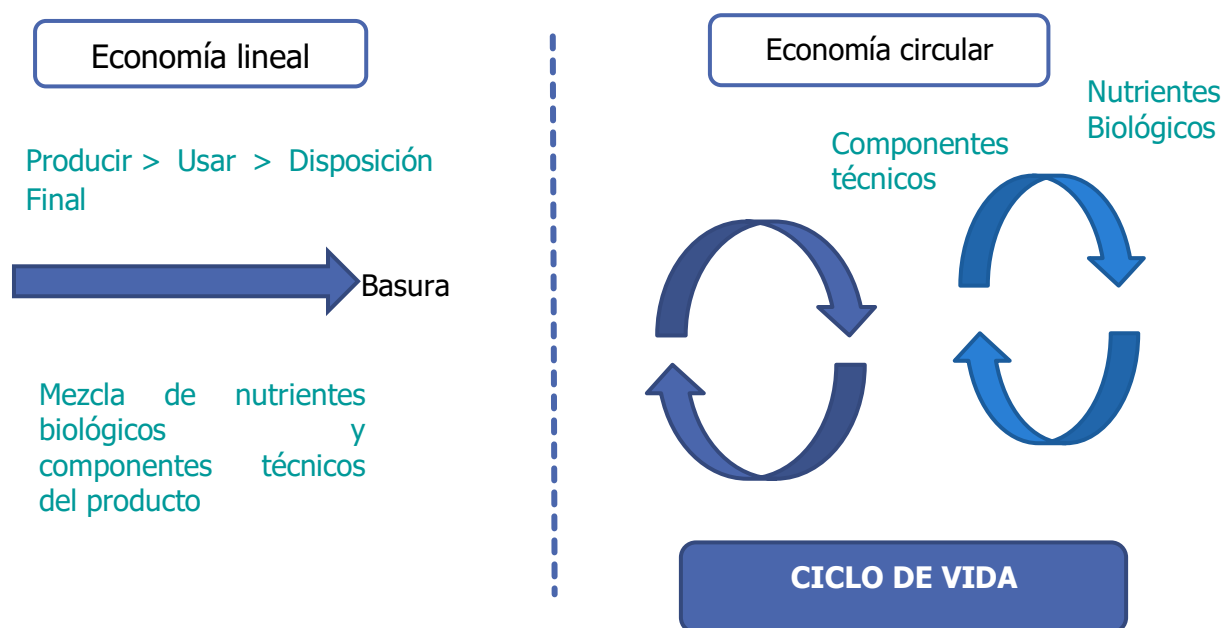 Economía lineal
Producir > Usar > Disposición
Final
Basura
Mezcla de nutrientes
biológicos y
componentes técnicos
del producto
Economía circular
Nutrientes
Biológicos
Componentes
técnicos
CICLO DE VIDA